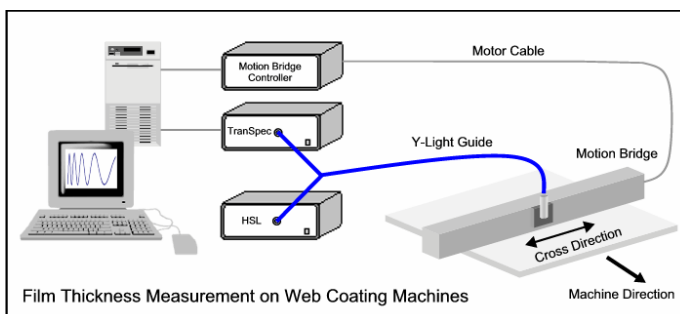 Motor Cable
Motion Bridge
Controller
TranSpec
Y-Light Guide
Motion Bridge
HSL
Cross Direction
Machine Direction
Film Thickness Measurement on Web Coating Machines